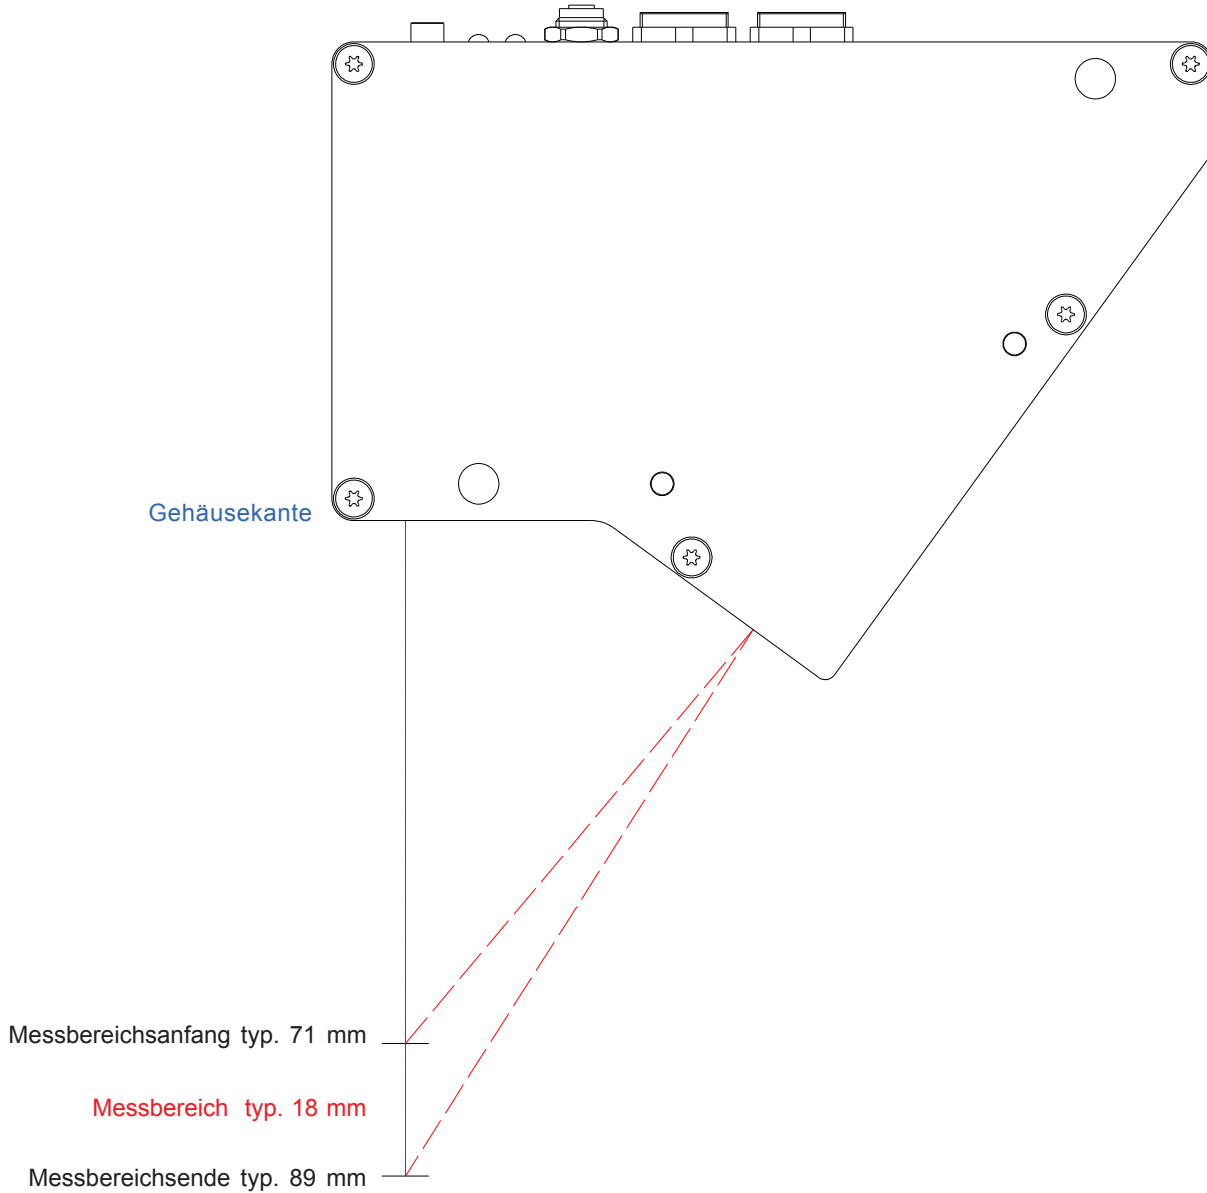 Gehäusekante
Messbereichsanfang typ. 71 mm
Messbereich typ. 18 mm
Messbereichsende typ. 89 mm